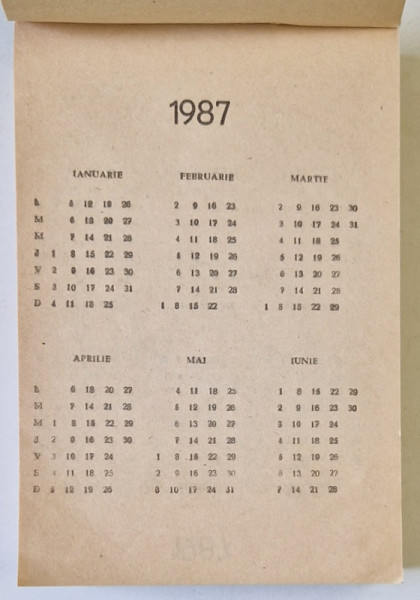 1987
IANUARIE FEBRUARIE MARTIE
L 5 12 19 26 2 9 16 23 2 9 16 23 30
M 6 13 20 27 3 10 17 24 3 10 17 24 31
M 7 14 21 28 4 11 18 25 4 11 18 25
J 1 8 15 22 29 5 12 19 26 5 12 19 26
V 2 9 16 23 30 6 13 20 27 6 13 20 27
S 3 10 17 24 31 7 14 21 28 7 14 21 28
D 4 11 18 25 1 8 15 22 1 8 15 22 29
APRILIE MAI IUNIE
L 6 13 20 27 4 11 18 25 1 8 15 22 29
M 7 14 21 28 5 12 19 26 2 9 16 23 30
M 1 8 15 22 29 6 13 20 27 3 10 17 24
J 2 9 16 23 30 7 14 21 28 4 11 18 25
V 3 10 17 24 1 8 15 22 29 5 12 19 26
S 4 11 18 25 2 9 16 23 30 6 13 20 27
D 5 12 19 26 3 10 17 24 31 7 14 21 28